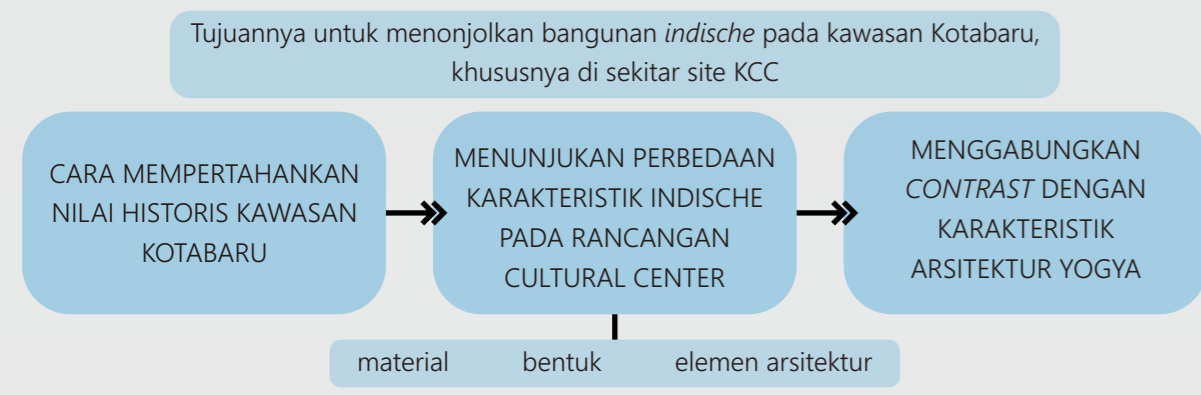 Tujuannya untuk menonjolkan bangunan indische pada kawasan Kotabaru,
khususnya di sekitar site KCC
CARA MEMPERTAHANKAN
NILAI HISTORIS KAWASAN
KOTABARU
MENUNJUKAN PERBEDAAN
KARAKTERISTIK INDISCHE
PADA RANCANGAN
CULTURAL CENTER
MENGGABUNGKAN
CONTRAST DENGAN
KARAKTERISTIK
ARSITEKTUR YOGYA
material bentuk elemen arsitektur